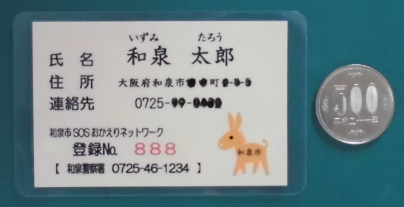 いずみ たろう
氏 名 和泉 太郎
住 所 大阪府和泉市 町
連絡先 0725-
和泉市SOSおかえりネットワーク
登録No. 888
【 和泉警察署 0725-46-1234 】
和泉市
500